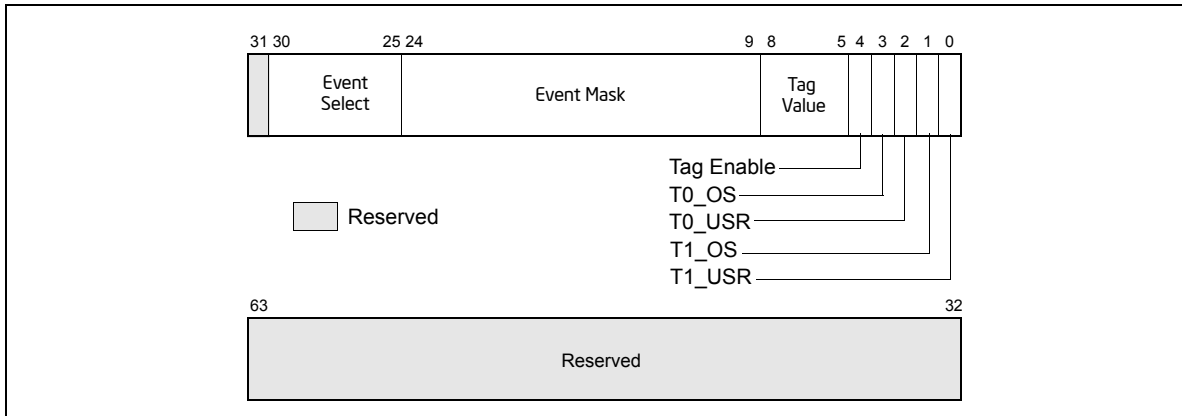 31 30 25 24 9 8 5 4 3 2 1 0
Event
Select
Event Mask
Tag
Value
Tag Enable
T0_OS
T0_USR
T1_OS
T1_USR
Reserved
63 32
Reserved